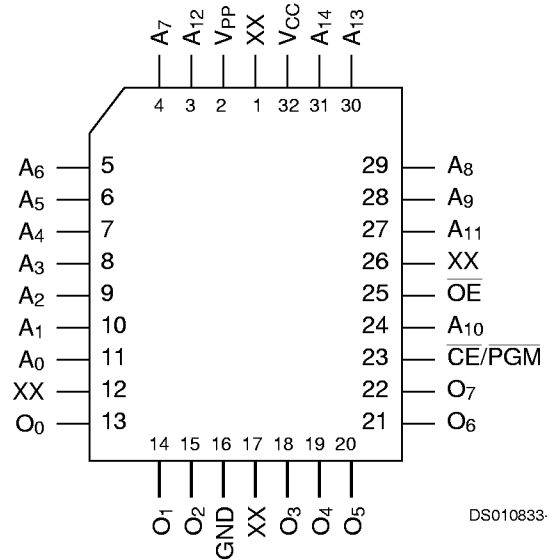 A7 A12 VPP XX VCC A14 A13
4 3 2 1 32 31 30
A6 5 29 A8
A5 6 28 A9
A4 7 27 A11
A3 8 26 XX
A2 9 25 OE
A1 10 24 A10
A0 11 23 CE/PGM
XX 12 22 O7
O0 13 21 O6
14 15 16 17 18 19 20
O1 O2 GND XX O3 O4 O5
DS010833-